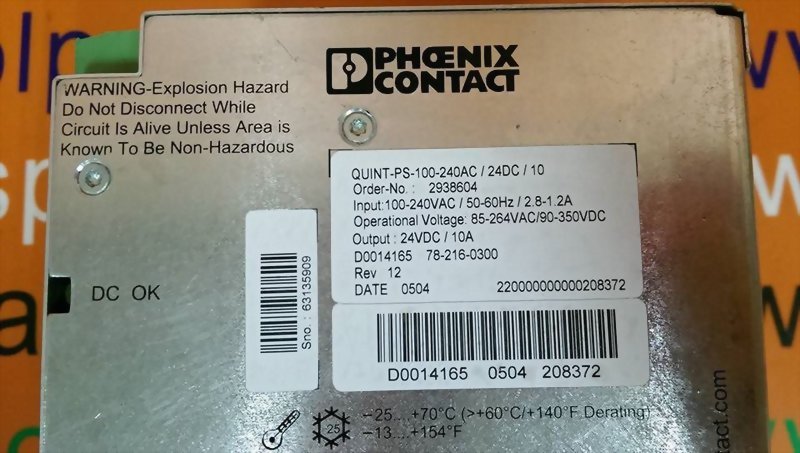 PHŒNIX
CONTACT
WARNING-Explosion Hazard
Do Not Disconnect While
Circuit Is Alive Unless Area is
Known To Be Non-Hazardous
QUINT-PS-100-240AC / 24DC / 10
Order-No. : 2938604
Input:100-240VAC / 50-60Hz / 2.8-1.2A
Operational Voltage: 85-264VAC/90-350VDC
Output : 24VDC / 10A
D0014165 78-216-0300
Rev 12
DATE 0504 220000000000208372
DC OK
Sno.: 63135909
D0014165 0504 208372
-25
−25....+70°C (>+60°C/+140°F Derating)
−13....+154°F
act.com